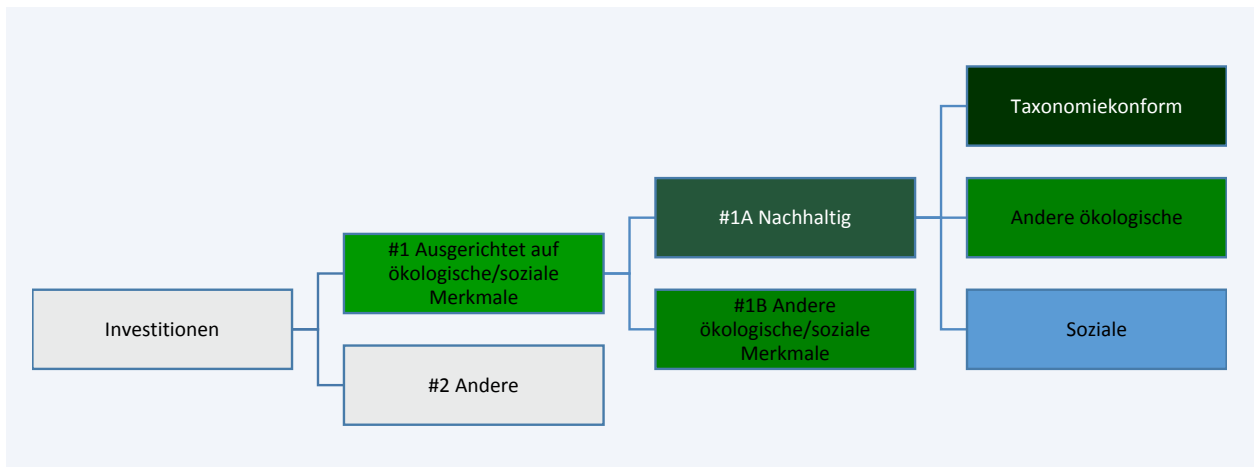 Investitionen
#1 Ausgerichtet auf
ökologische/soziale
Merkmale
#2 Andere
#1A Nachhaltig
#1B Andere
ökologische/soziale
Merkmale
Taxonomiekonform
Andere ökologische
Soziale